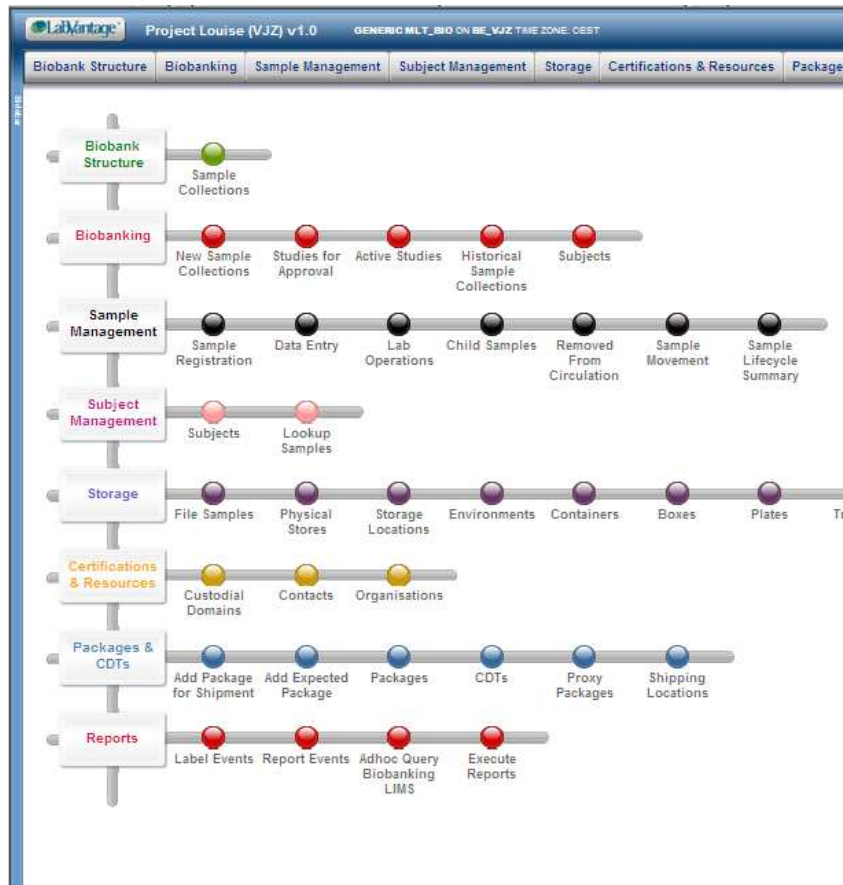 LabVantage Project Louise (VJZ) v1.0 GENERIC MLT_BIO ON BE_VJZ TIME ZONE: CEST
Biobank Structure Biobanking Sample Management Subject Management Storage Certifications & Resources Package
Biobank
Structure
Sample
Collections
Biobanking
New Sample
Collections
Studies for
Approval
Active Studies
Historical
Sample
Collections
Subjects
Sample
Management
Sample
Registration
Data Entry
Lab
Operations
Child Samples
Removed
From
Circulation
Sample
Movement
Sample
Lifecycle
Summary
Subject
Management
Subjects
Lookup
Samples
Storage
File Samples
Physical
Stores
Storage
Locations
Environments
Containers
Boxes
Plates
Tr
Certifications
& Resources
Custodial
Domains
Contacts
Organisations
Packages &
CDTs
Add Package
for Shipment
Add Expected
Package
Packages
CDTs
Proxy
Packages
Shipping
Locations
Reports
Label Events
Report Events
Adhoc Query
Biobanking
LIMS
Execute
Reports